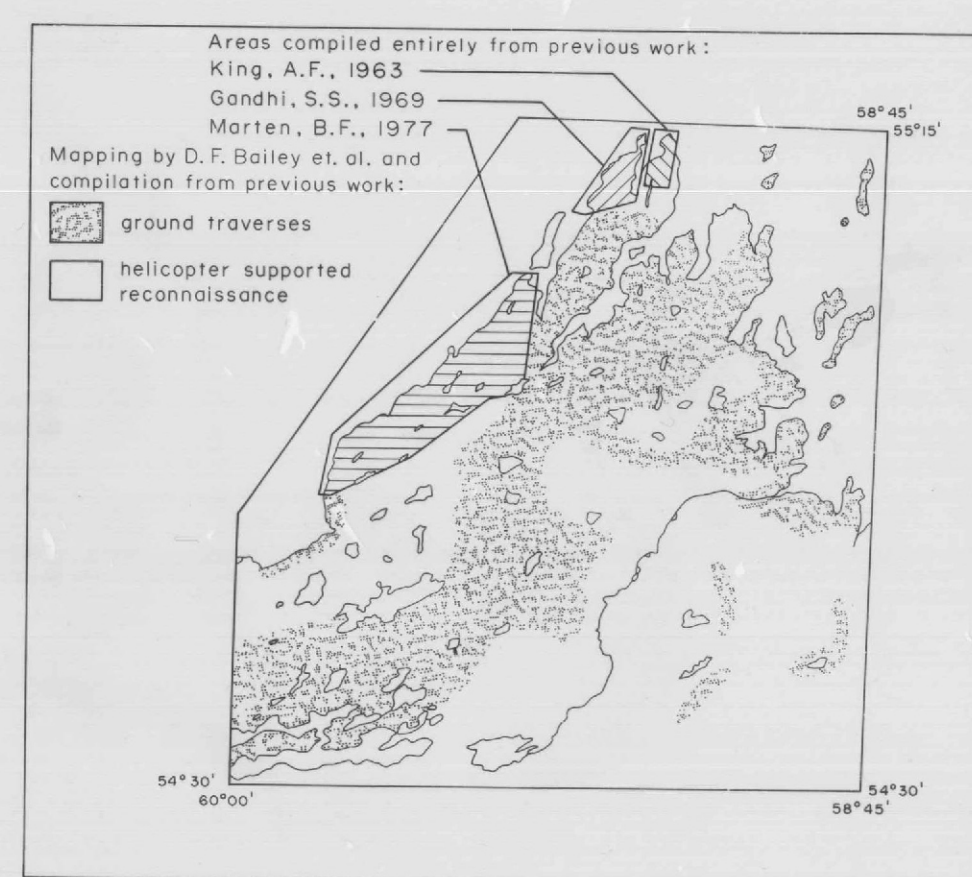 Areas compiled entirely from previous work:
King, A.F., 1963
Gandhi, S.S., 1969
Marten, B.F., 1977
Mapping by D.F. Bailey et. al. and
compilation from previous work:
ground traverses
helicopter supported
reconnaissance
58°45'
55°15'
54°30'
60°00'
54°30'
58°45'